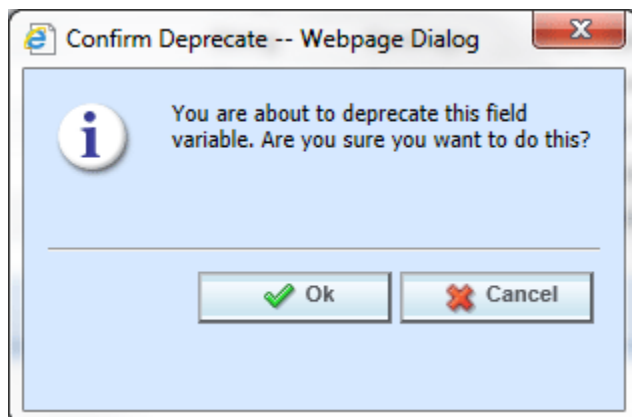 Confirm Deprecate -- Webpage Dialog
You are about to deprecate this field
variable. Are you sure you want to do this?
Ok
Cancel